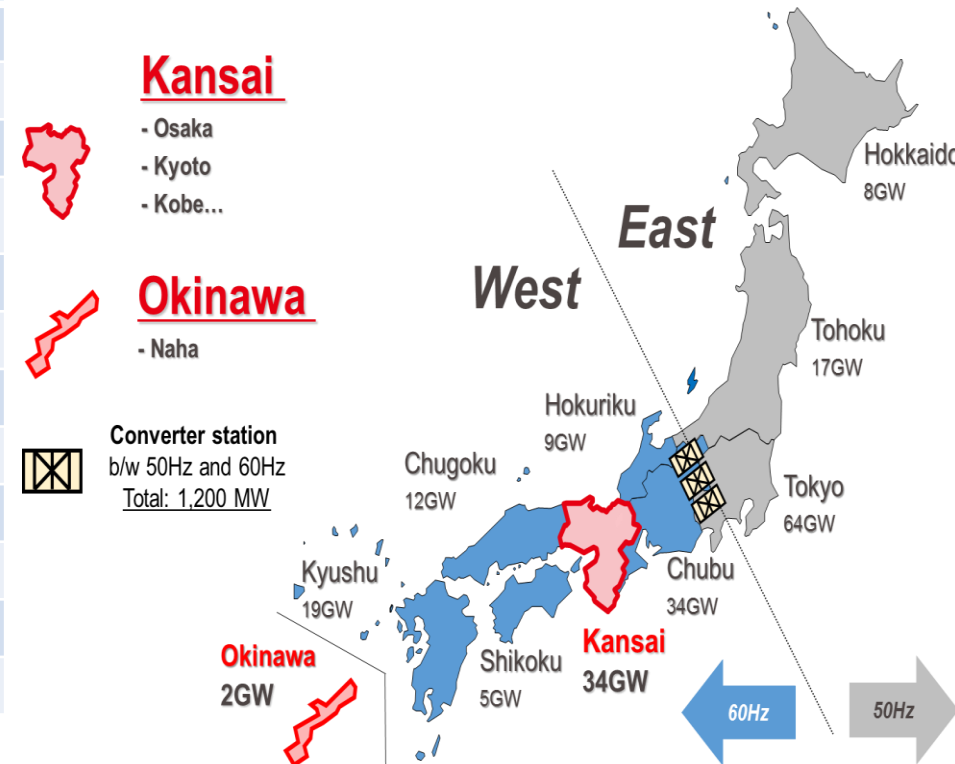 Kansai
- Osaka
- Kyoto
- Kobe…
Okinawa
- Naha
Converter station
b/w 50Hz and 60Hz
Total: 1,200 MW
East
West
Hokkaido
8GW
Tohoku
17GW
Hokuriku
9GW
Chugoku
12GW
Tokyo
64GW
Kyushu
19GW
Chubu
34GW
Okinawa
2GW
Shikoku
5GW
Kansai
34GW
60Hz
50Hz